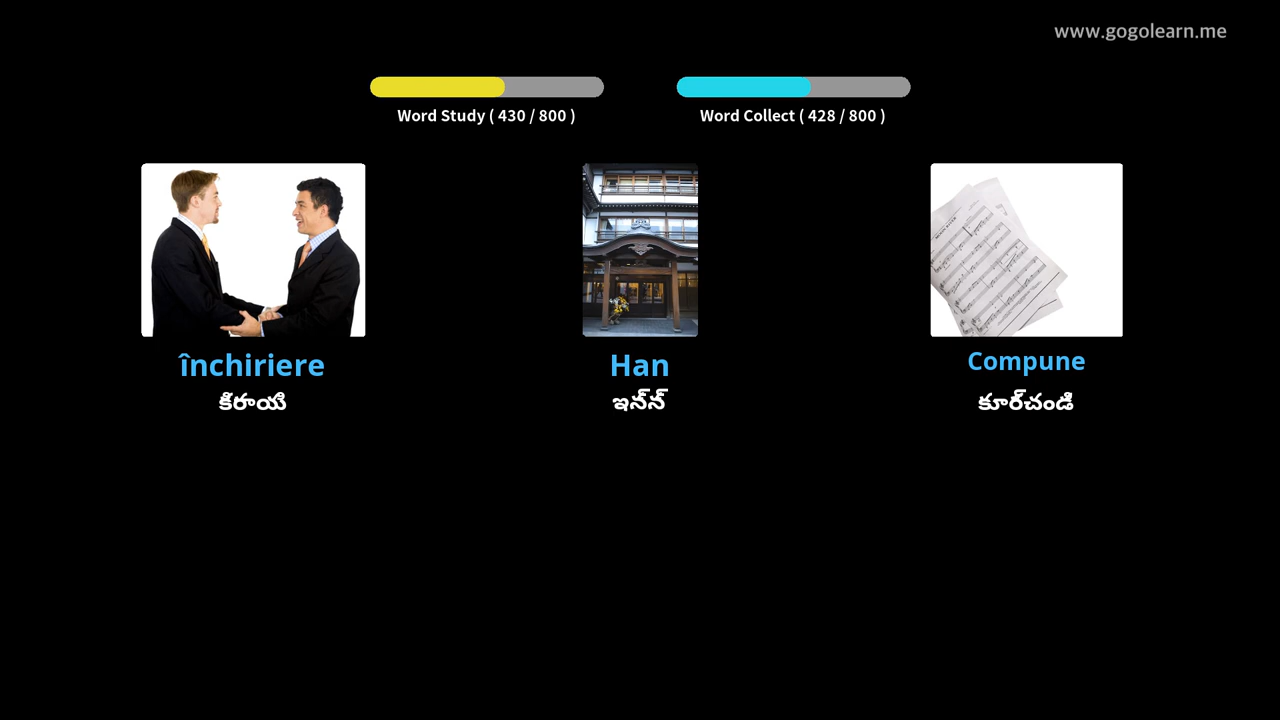 www.gogolearn.me
Word Study ( 430 / 800 )
Word Collect ( 428 / 800 )
închiriere
Han
Compune
కిరాయి
ఇన్‌న్
కూర్‌చండి